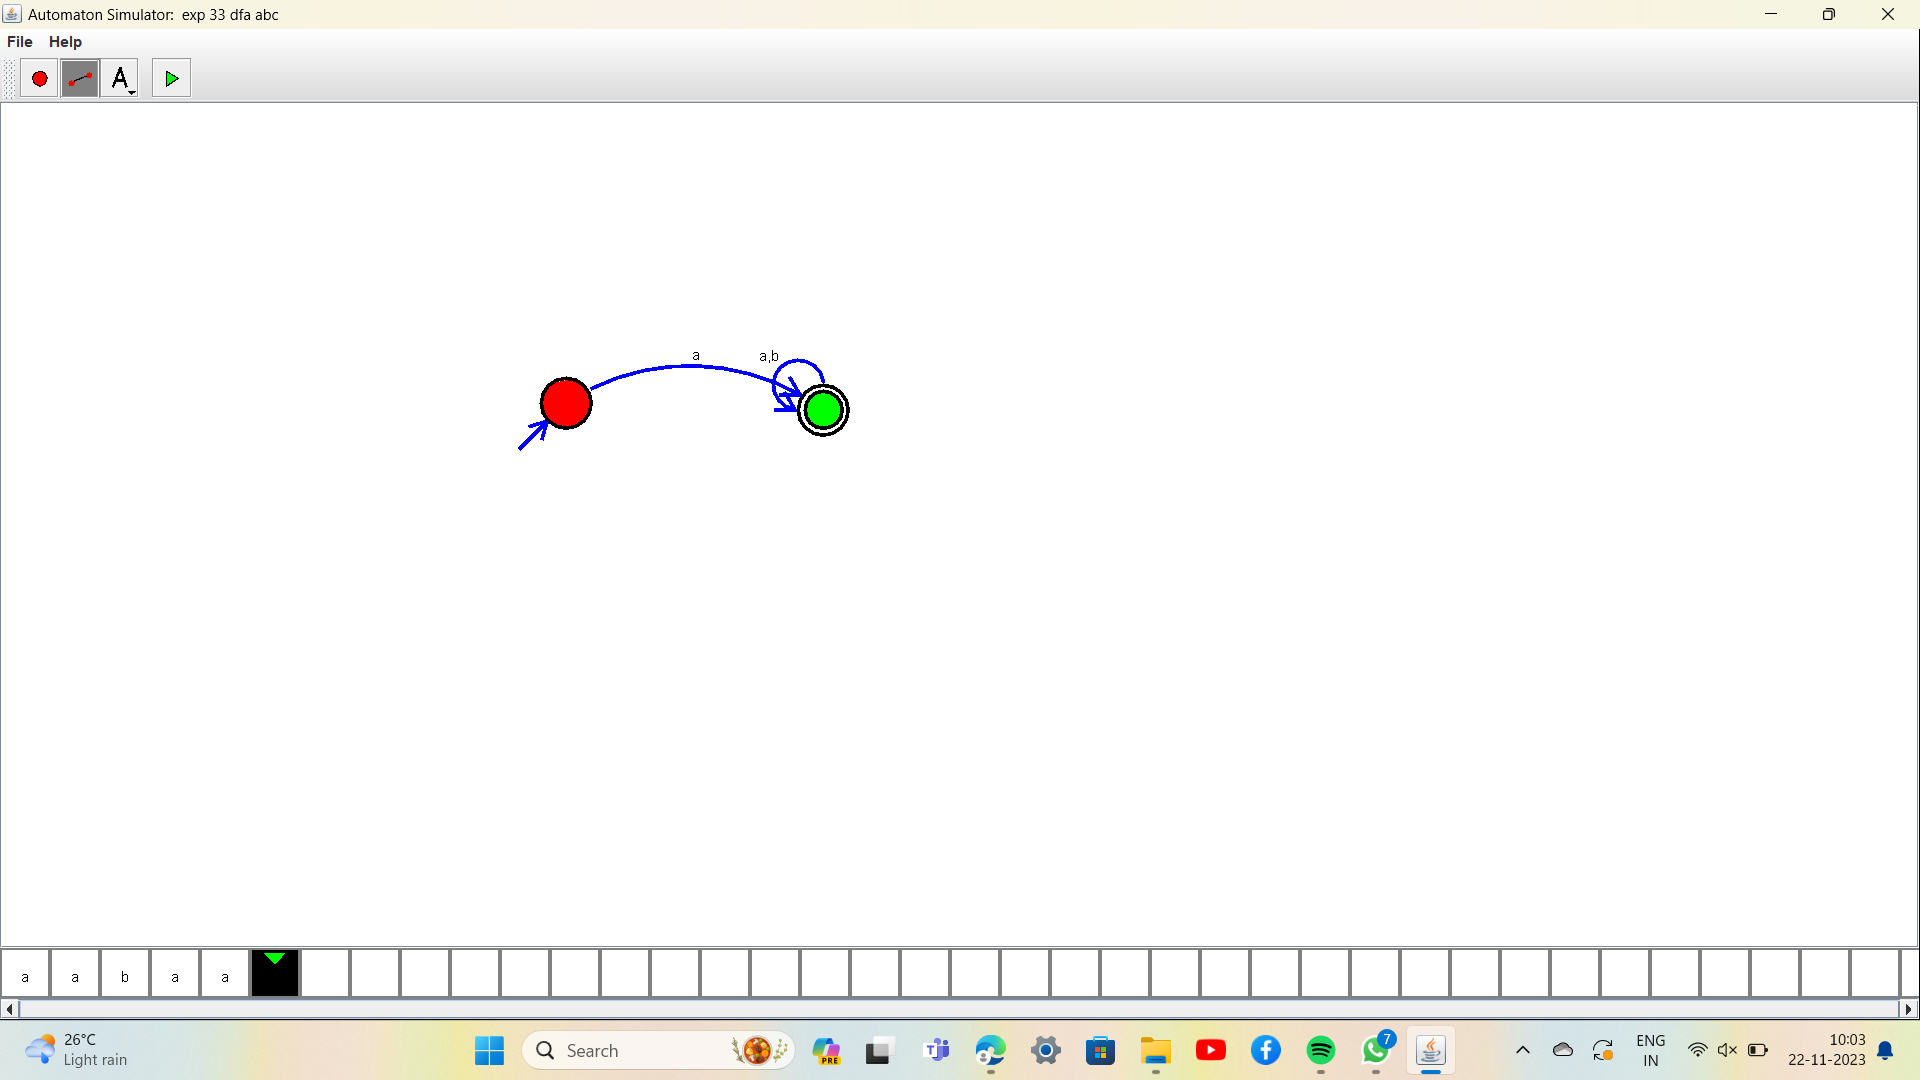 Automaton Simulator: exp 33 dfa abc
File Help
A
a a,b
a a b a a
26°C
Light rain
Search
PRE
7
ENG
IN
10:03
22-11-2023